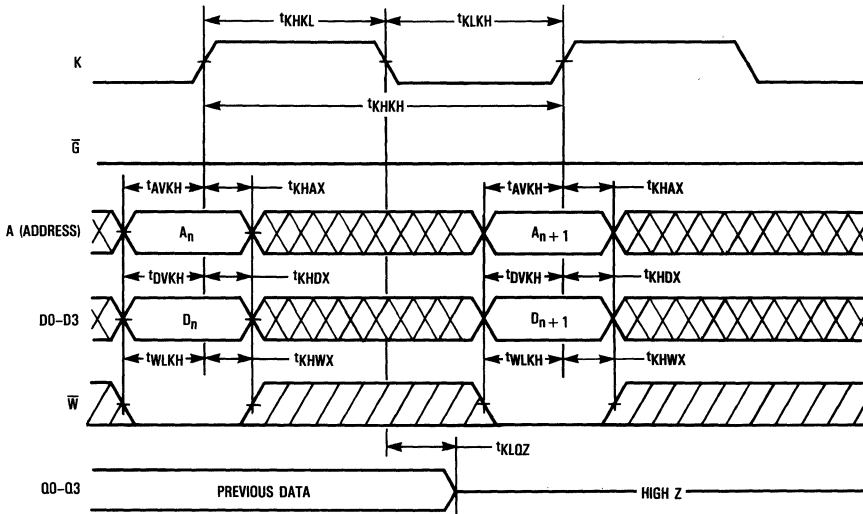 tKHKL
tKLKH
K
tKHKH
G
tAVKH
tKHAX
tAVKH
tKHAX
A (ADDRESS)
An
An + 1
tDVKH
tKHDX
tDVKH
tKHDX
D0–D3
Dn
Dn + 1
tWLKH
tKHWX
tWLKH
tKHWX
W
tKLQZ
Q0–Q3
PREVIOUS DATA
HIGH Z